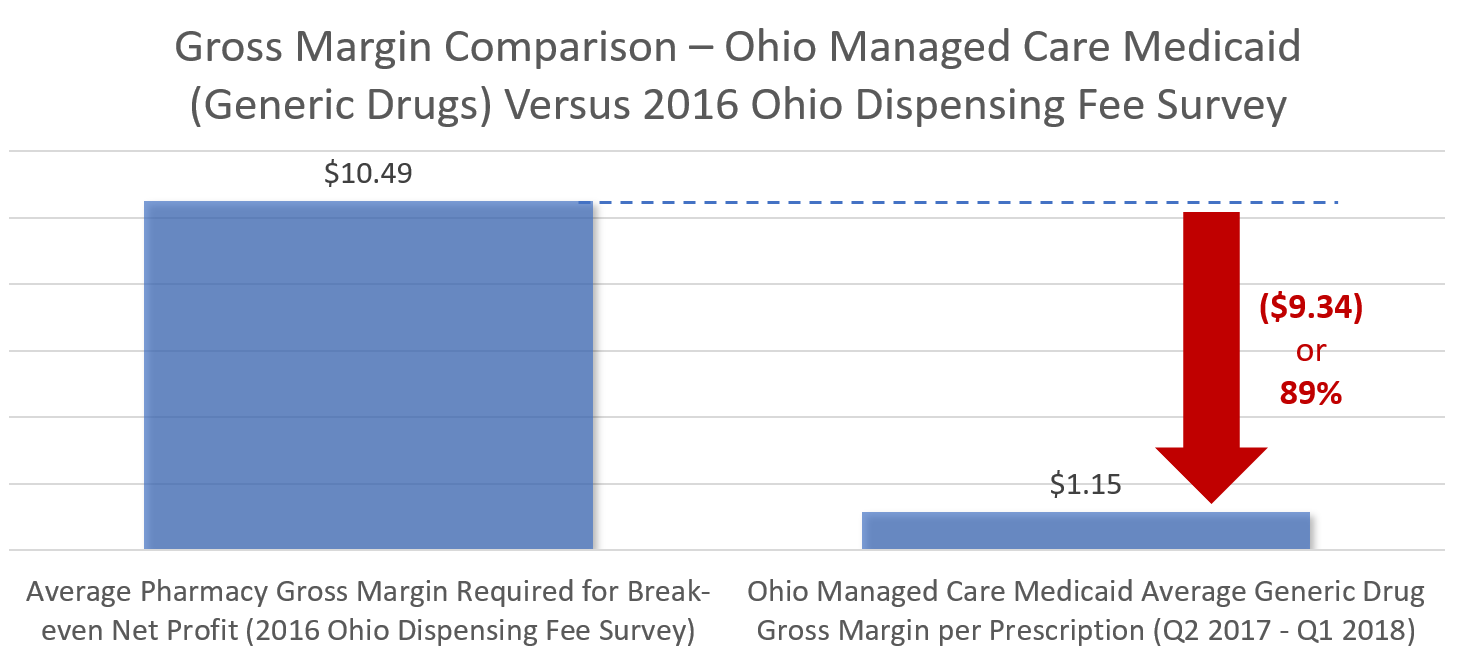 Gross Margin Comparison – Ohio Managed Care Medicaid
(Generic Drugs) Versus 2016 Ohio Dispensing Fee Survey
$10.49
($9.34)
or
89%
$1.15
Average Pharmacy Gross Margin Required for Break-
even Net Profit (2016 Ohio Dispensing Fee Survey)
Ohio Managed Care Medicaid Average Generic Drug
Gross Margin per Prescription (Q2 2017 - Q1 2018)